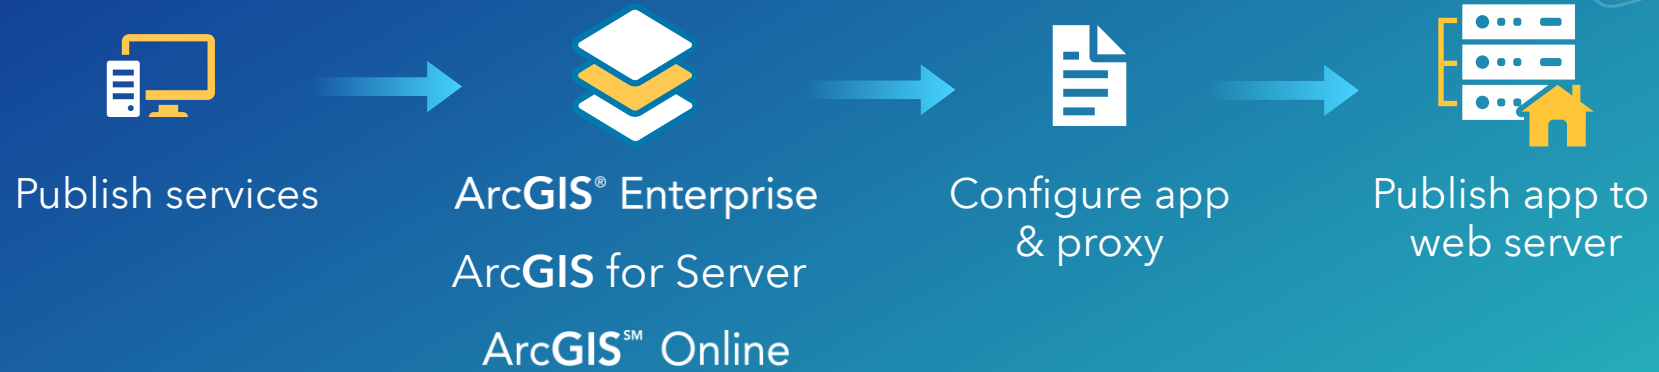 Publish services
ArcGIS® Enterprise
ArcGIS for Server
ArcGIS℠ Online
Configure app
& proxy
Publish app to
web server